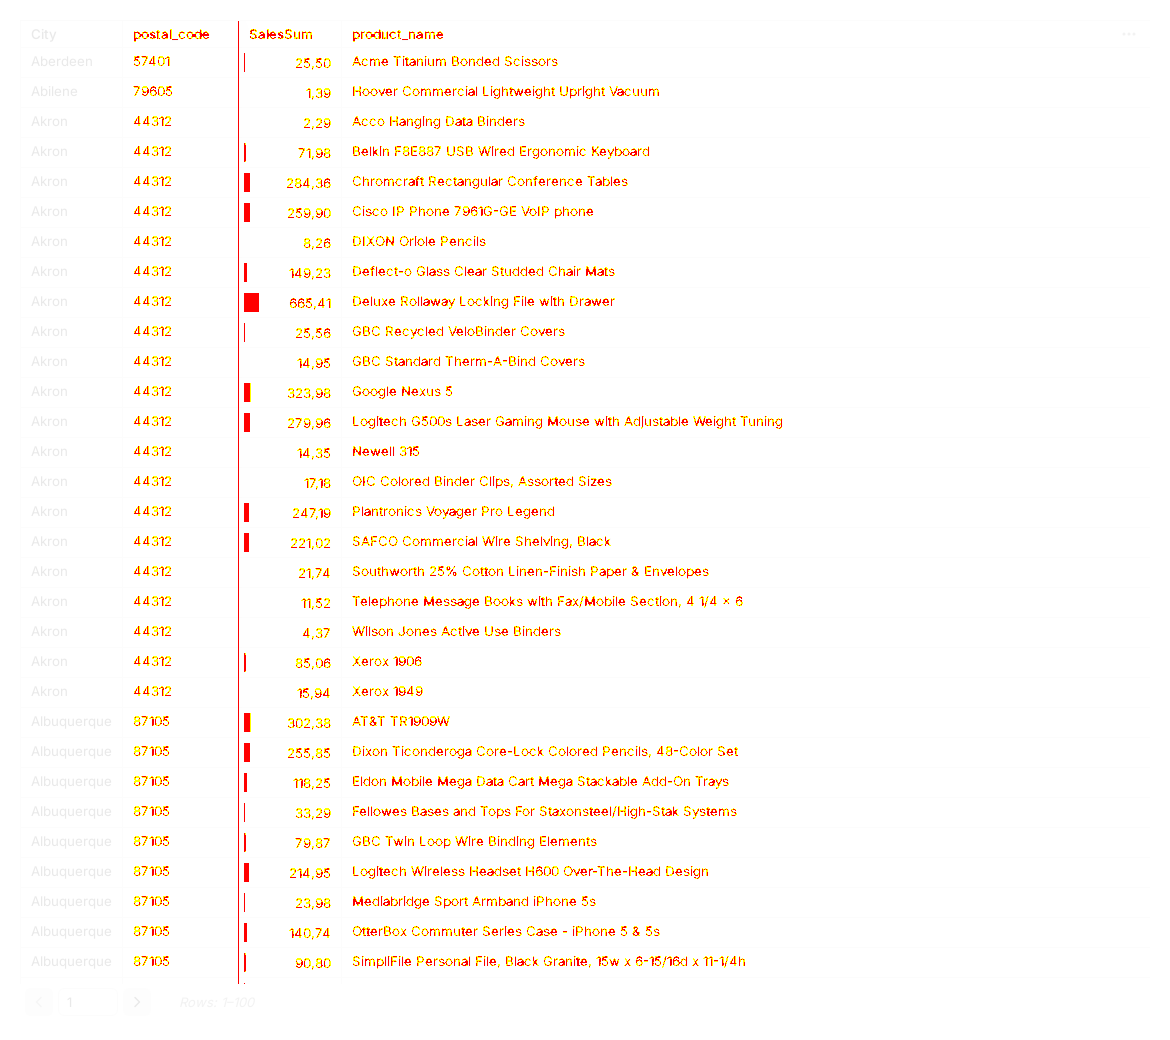 City postal_code SalesSum product_name ...
Aberdeen 57401 25,50 Acme Titanium Bonded Scissors
Abilene 79605 1,39 Hoover Commercial Lightweight Upright Vacuum
Akron 44312 2,29 Acco Hanging Data Binders
Akron 44312 71,98 Belkin F8E887 USB Wired Ergonomic Keyboard
Akron 44312 284,36 Chromcraft Rectangular Conference Tables
Akron 44312 259,90 Cisco IP Phone 7961G-GE VoIP phone
Akron 44312 8,26 DIXON Oriole Pencils
Akron 44312 149,23 Deflect-o Glass Clear Studded Chair Mats
Akron 44312 665,41 Deluxe Rollaway Locking File with Drawer
Akron 44312 25,56 GBC Recycled VeloBinder Covers
Akron 44312 14,95 GBC Standard Therm-A-Bind Covers
Akron 44312 323,98 Google Nexus 5
Akron 44312 279,96 Logitech G500s Laser Gaming Mouse with Adjustable Weight Tuning
Akron 44312 14,35 Newell 315
Akron 44312 17,18 OIC Colored Binder Clips, Assorted Sizes
Akron 44312 247,19 Plantronics Voyager Pro Legend
Akron 44312 221,02 SAFCO Commercial Wire Shelving, Black
Akron 44312 21,74 Southworth 25% Cotton Linen-Finish Paper & Envelopes
Akron 44312 11,52 Telephone Message Books with Fax/Mobile Section, 4 1/4 x 6
Akron 44312 4,37 Wilson Jones Active Use Binders
Akron 44312 85,06 Xerox 1906
Akron 44312 15,94 Xerox 1949
Albuquerque 87105 302,38 AT&T TR1909W
Albuquerque 87105 255,85 Dixon Ticonderoga Core-Lock Colored Pencils, 48-Color Set
Albuquerque 87105 116,25 Eldon Mobile Mega Data Cart Mega Stackable Add-On Trays
Albuquerque 87105 33,29 Fellowes Bases and Tops For Staxonsteel/High-Stak Systems
Albuquerque 87105 79,87 GBC Twin Loop Wire Binding Elements
Albuquerque 87105 214,95 Logitech Wireless Headset H600 Over-The-Head Design
Albuquerque 87105 23,98 Mediabridge Sport Armband iPhone 5s
Albuquerque 87105 140,74 OtterBox Commuter Series Case - iPhone 5 & 5s
Albuquerque 87105 90,80 SimpliFile Personal File, Black Granite, 15w x 6-15/16d x 11-1/4h
1 Rows: 1-100